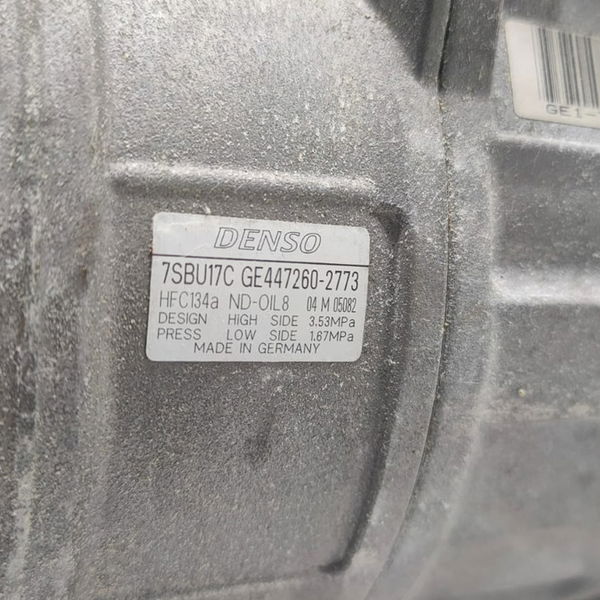 DENSO
7SBU17C GE447260-2773
HFC134a ND-OIL8 04 M 05082
DESIGN HIGH SIDE 3.53MPa
PRESS LOW SIDE 1.67MPa
MADE IN GERMANY
GE1-